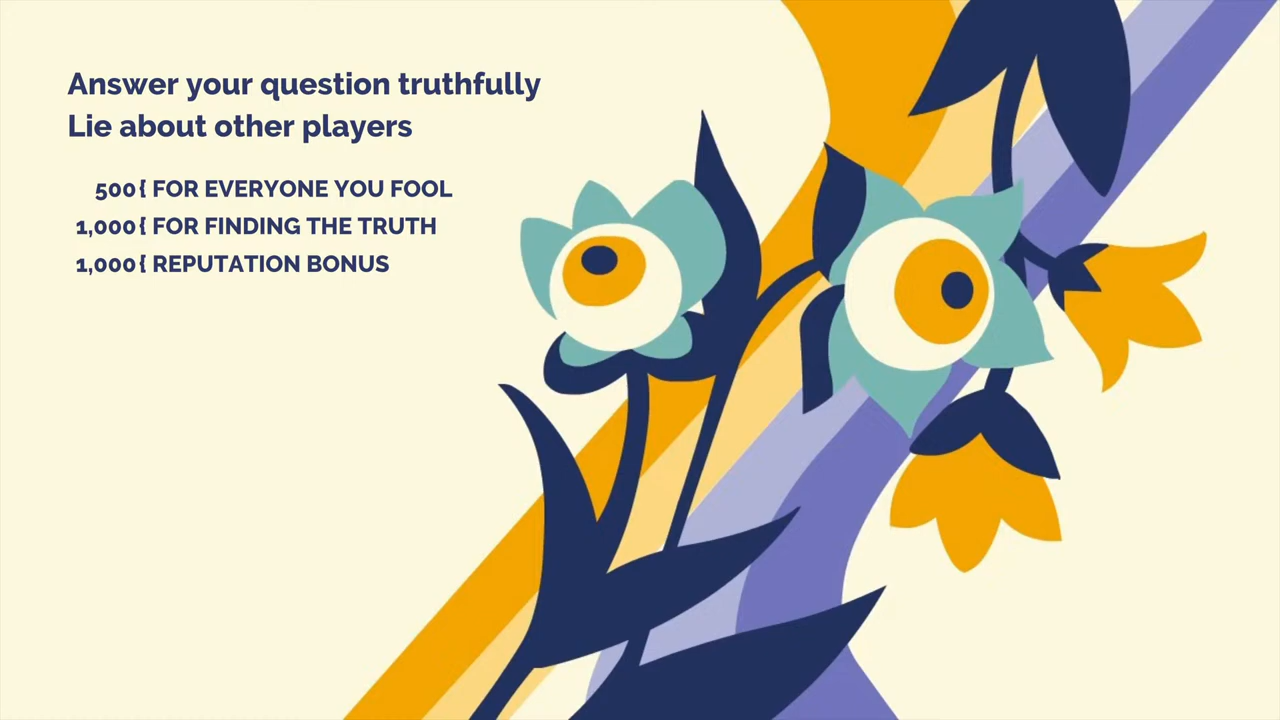 Answer your question truthfully
Lie about other players
500{ FOR EVERYONE YOU FOOL
1,000{ FOR FINDING THE TRUTH
1,000{ REPUTATION BONUS